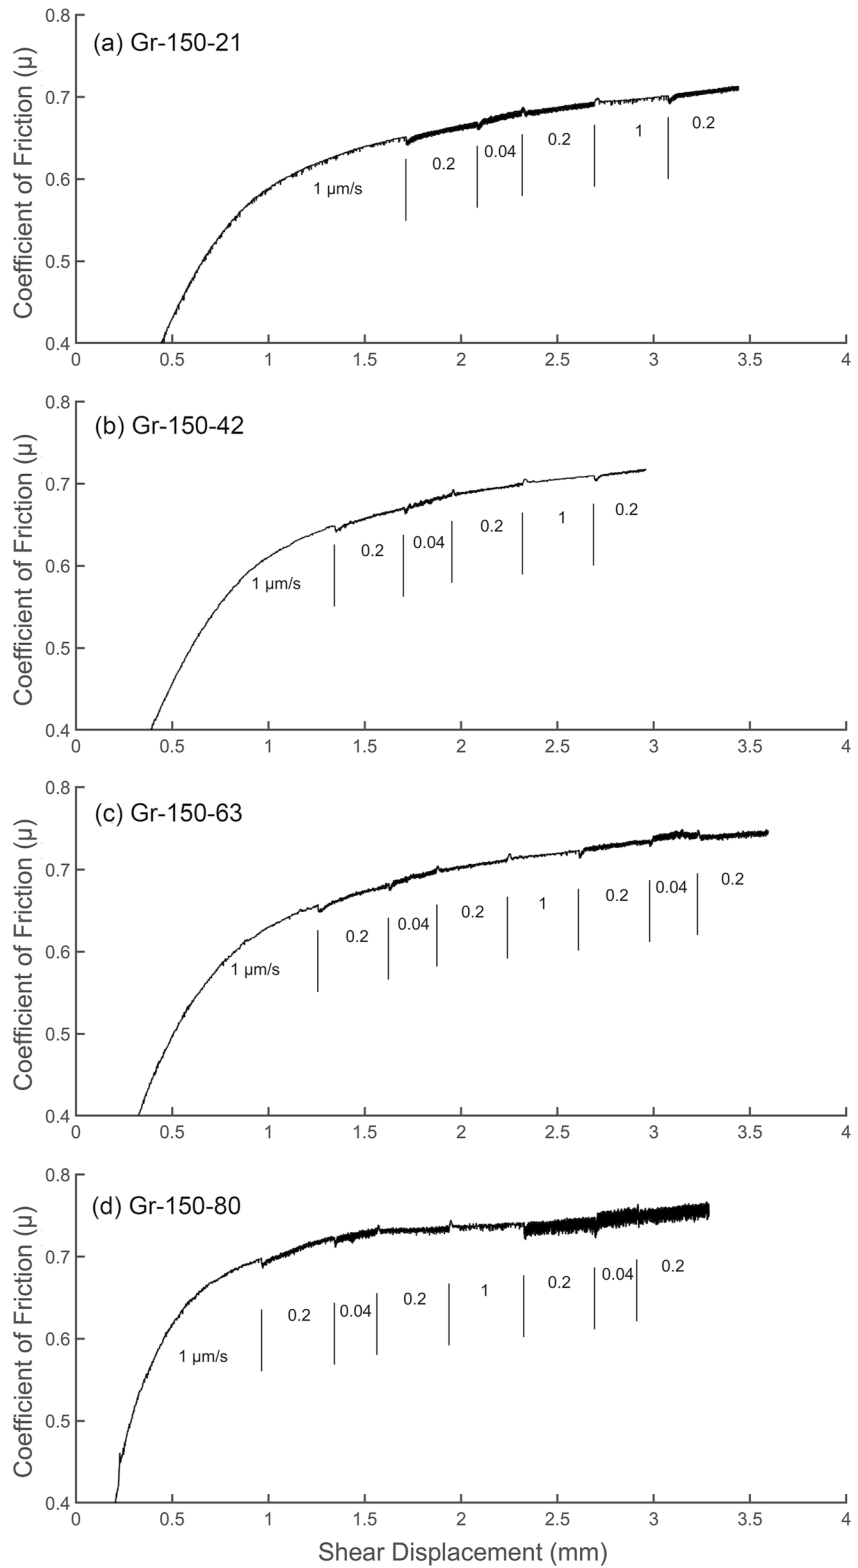 (a) Gr-150-21
Coefficient of Friction (μ)
0.8
0.7
0.6
0.5
0.4
1 μm/s
0.2
0.04
0.2
1
0.2
0 0.5 1 1.5 2 2.5 3 3.5 4
(b) Gr-150-42
Coefficient of Friction (μ)
0.8
0.7
0.6
0.5
0.4
1 μm/s
0.2
0.04
0.2
1
0.2
0 0.5 1 1.5 2 2.5 3 3.5 4
(c) Gr-150-63
Coefficient of Friction (μ)
0.8
0.7
0.6
0.5
0.4
1 μm/s
0.2
0.04
0.2
1
0.2
0.04
0.2
0 0.5 1 1.5 2 2.5 3 3.5 4
(d) Gr-150-80
Coefficient of Friction (μ)
0.8
0.7
0.6
0.5
0.4
1 μm/s
0.2
0.04
0.2
1
0.2
0.04
0.2
0 0.5 1 1.5 2 2.5 3 3.5 4
Shear Displacement (mm)